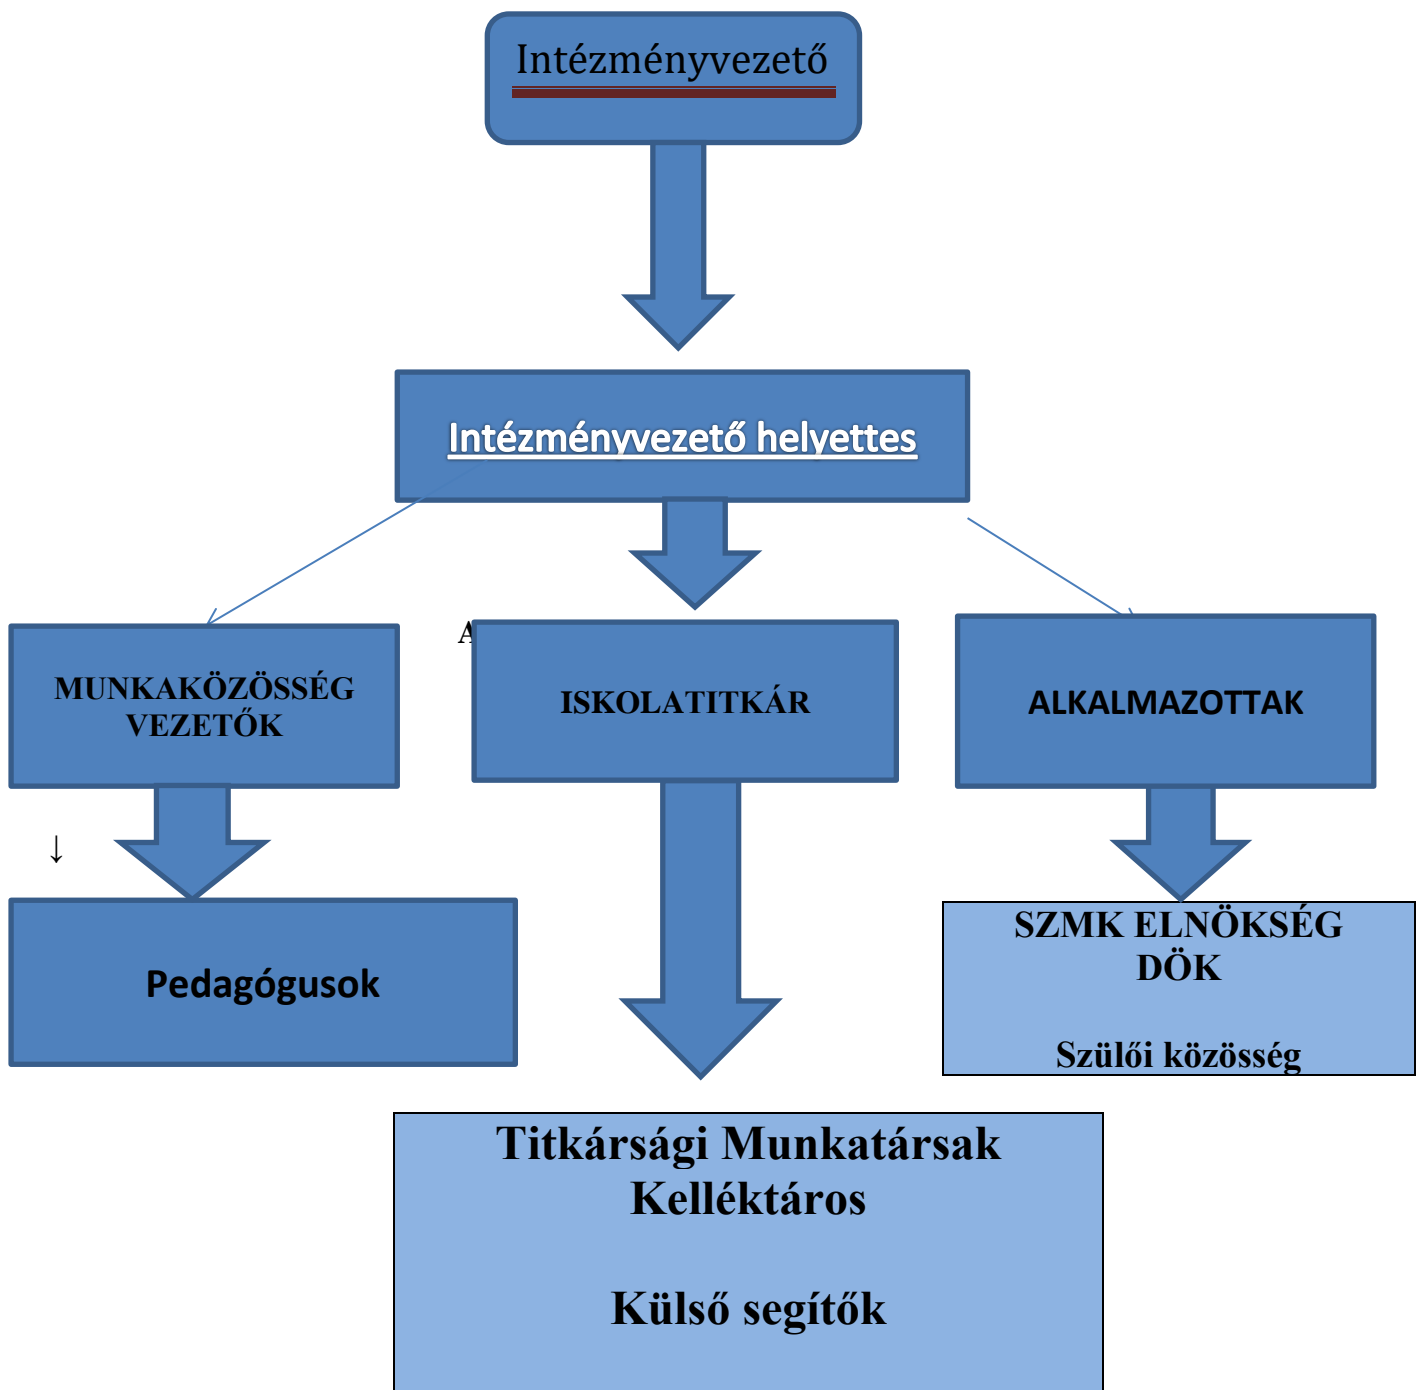 Intézményvezető
Intézményvezető helyettes
A
MUNKAKÖZÖSSÉG
VEZETŐK
ISKOLATITKÁR
ALKALMAZOTTAK
↓
Pedagógusok
SZMK ELNÖKSÉG
DÖK
Szülői közösség
Titkársági Munkatársak
Kelléktáros
Külső segítők